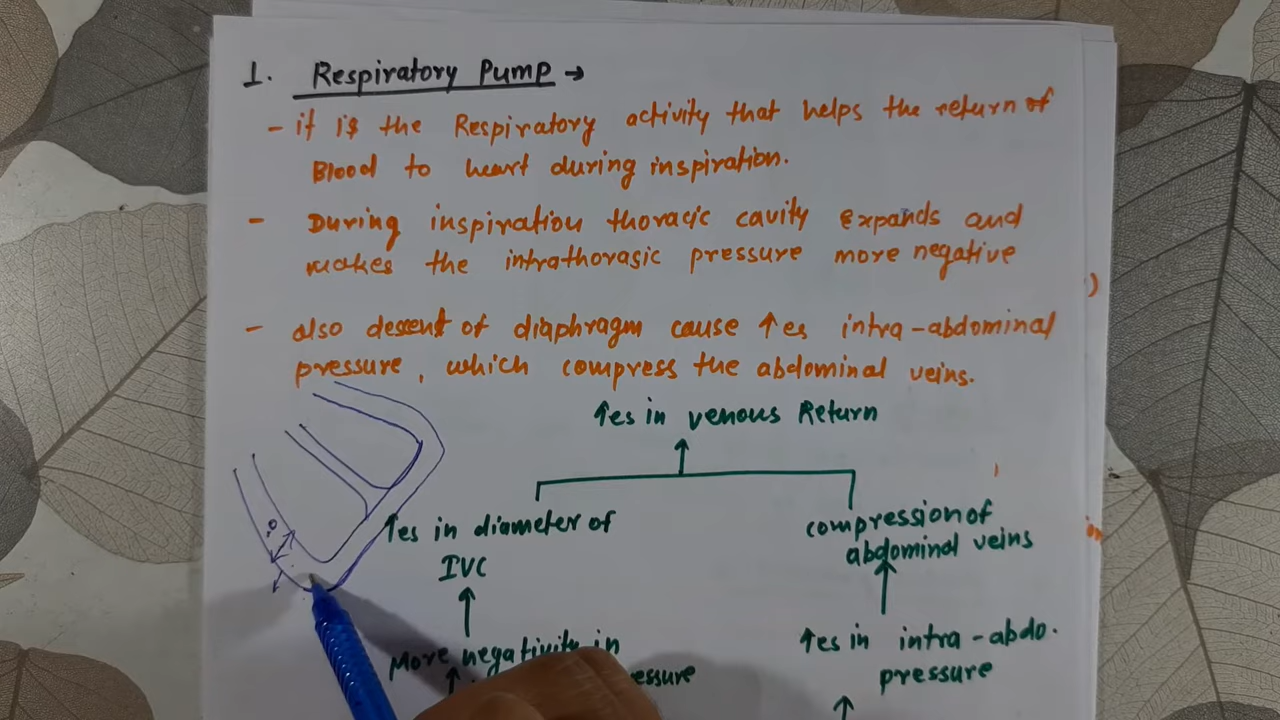 1. Respiratory Pump →
- it is the Respiratory activity that helps the return of
Blood to heart during inspiration.
- During inspiration thoracic cavity expands and
makes the intrathorasic pressure more negative
- also descent of diaphragm cause ↑es intra-abdominal
pressure, which compress the abdominal veins.
↑es in venous Return
↑es in diameter of
IVC
compression of
abdominal veins
More negativity in
essure
↑es in intra-abdo.
pressure